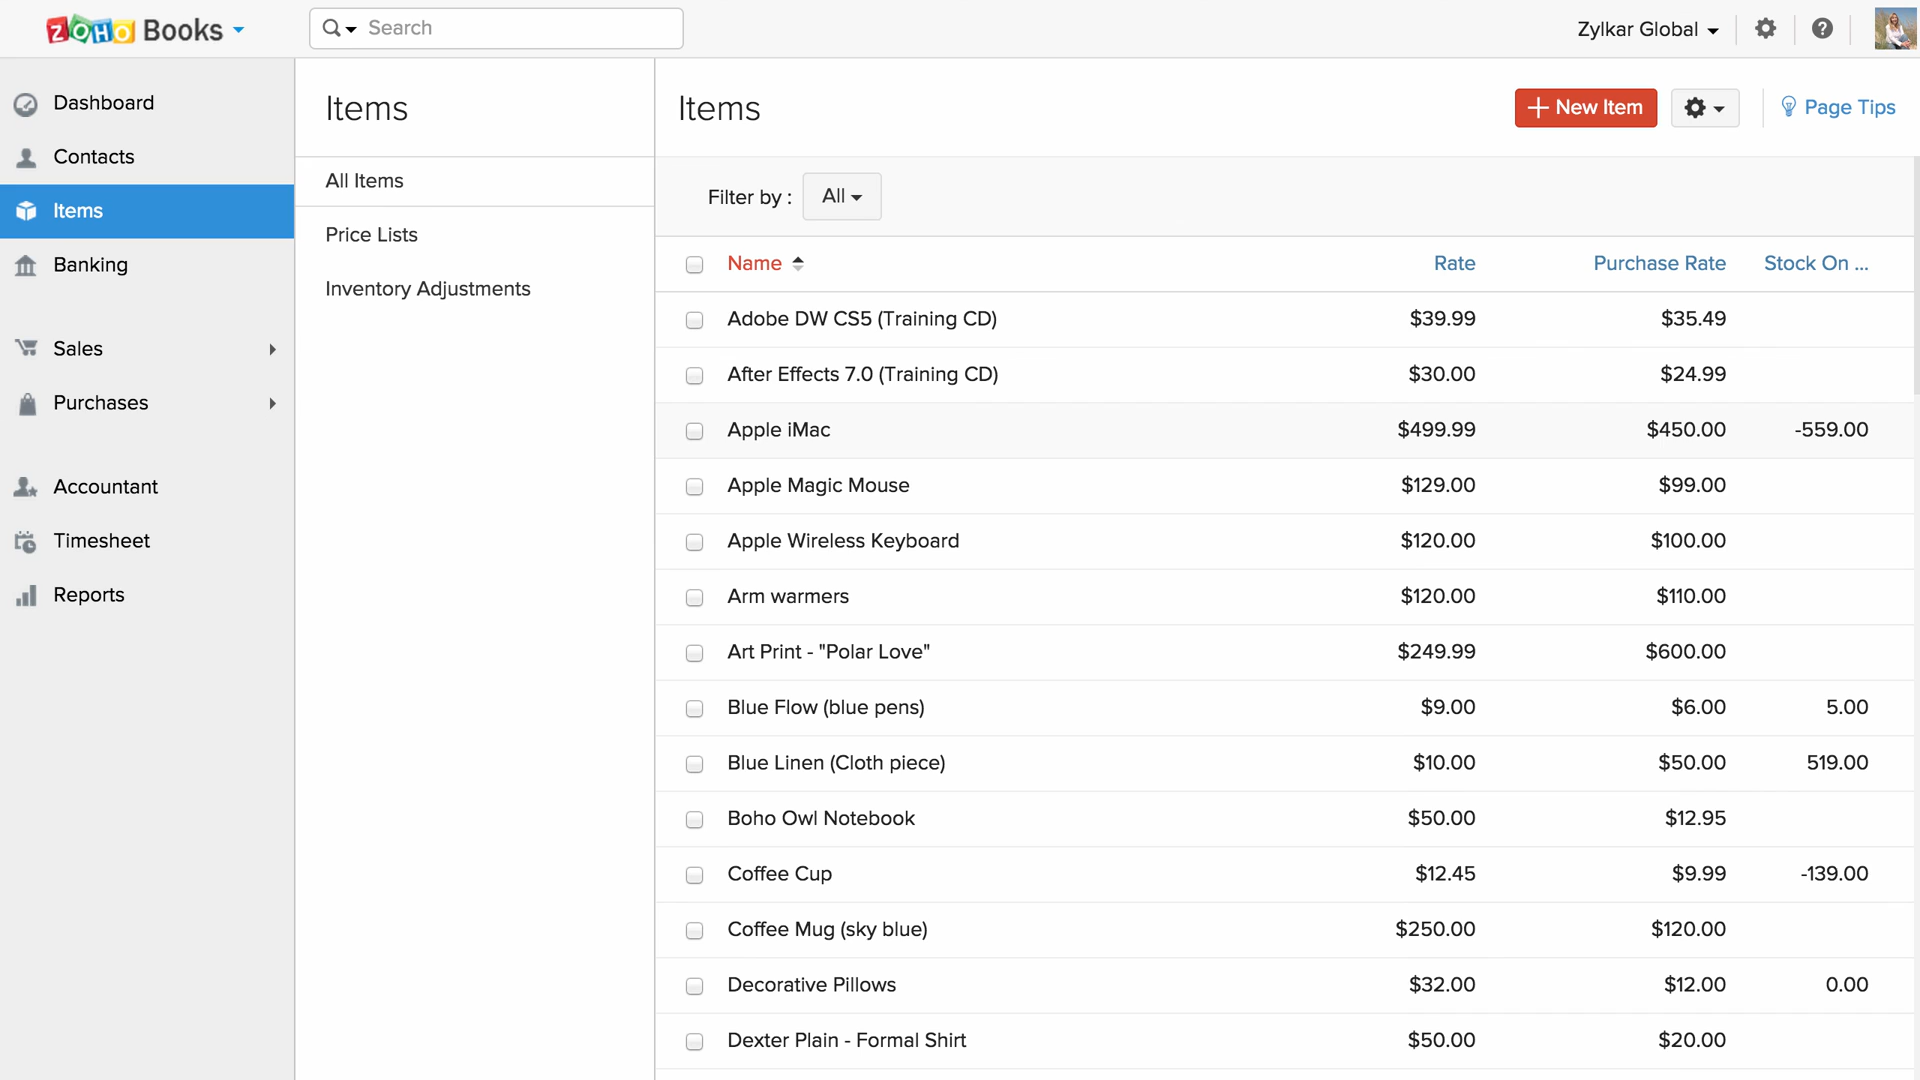 ZOHO Books
Search
Zylkar Global
Dashboard
Contacts
Items
Banking
Sales
Purchases
Accountant
Timesheet
Reports
Items
All Items
Price Lists
Inventory Adjustments
Items
+ New Item
Page Tips
Filter by : All
Name Rate Purchase Rate Stock On ...
Adobe DW CS5 (Training CD) $39.99 $35.49
After Effects 7.0 (Training CD) $30.00 $24.99
Apple iMac $499.99 $450.00 -559.00
Apple Magic Mouse $129.00 $99.00
Apple Wireless Keyboard $120.00 $100.00
Arm warmers $120.00 $110.00
Art Print - "Polar Love" $249.99 $600.00
Blue Flow (blue pens) $9.00 $6.00 5.00
Blue Linen (Cloth piece) $10.00 $50.00 519.00
Boho Owl Notebook $50.00 $12.95
Coffee Cup $12.45 $9.99 -139.00
Coffee Mug (sky blue) $250.00 $120.00
Decorative Pillows $32.00 $12.00 0.00
Dexter Plain - Formal Shirt $50.00 $20.00